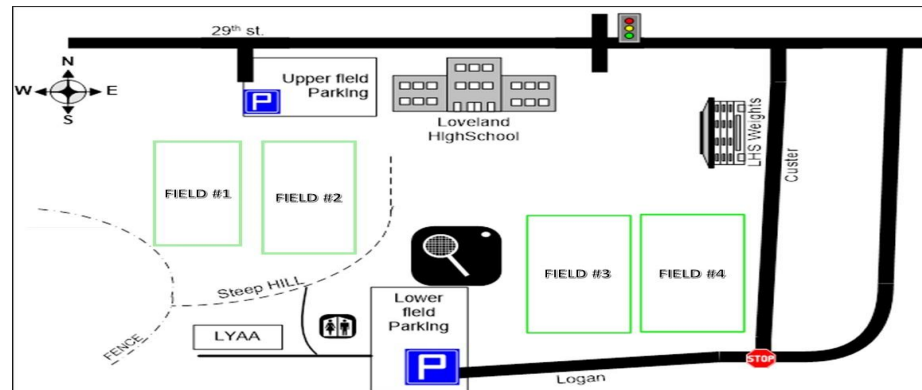 29th st.
N
W E
S
Upper field
Parking
P
Loveland
HighSchool
LHS Weights
Custer
FIELD #1
FIELD #2
FIELD #3
FIELD #4
Steep HILL
FENCE
LYAA
Lower
field
Parking
P
Logan
STOP